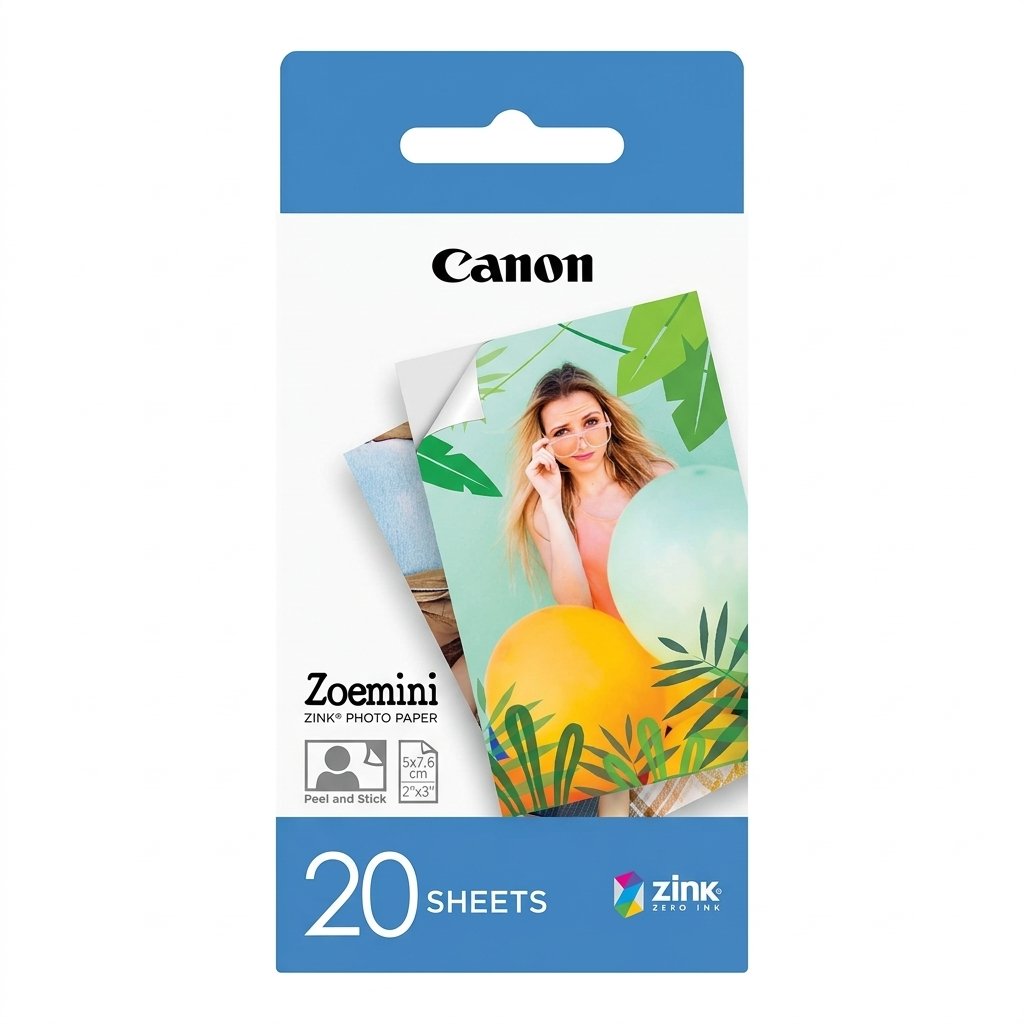 Canon
Zoemini
ZINK® PHOTO PAPER
5x7.6
cm
2"x3"
Peel and Stick
20 SHEETS
zink®
ZERO INK